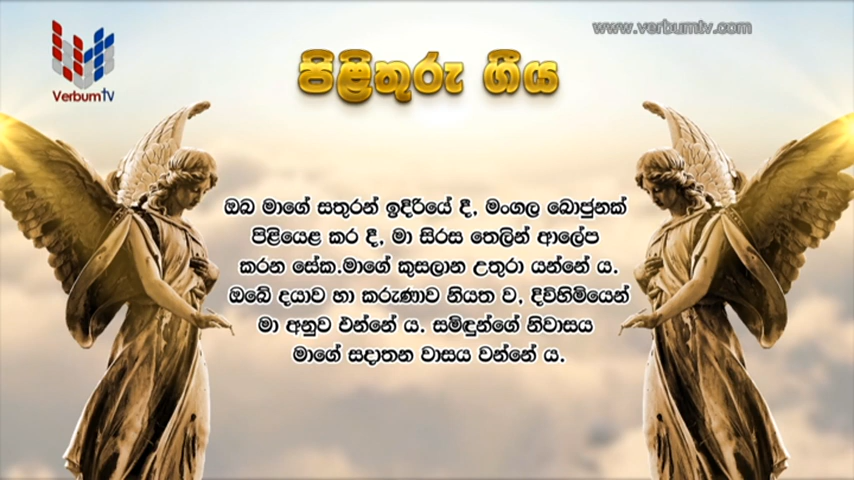 www.verbumtv.com
VerbumTV
පිළිතුරු ගීය
ඔබ මාගේ සතුරන් ඉදිරියේ දී, මංගල බොජුනක්
පිළියෙළ කර දී, මා සිරස තෙලින් ආලේප
කරන සේක.මාගේ කුසලාන උතුරා යන්නේ ය.
ඔබේ දයාව හා කරුණාව නියත ව, දිවිහිමියෙන්
මා අනුව එන්නේ ය. සමිඳුන්ගේ නිවාසය
මාගේ සදාතන වාසය වන්නේ ය.